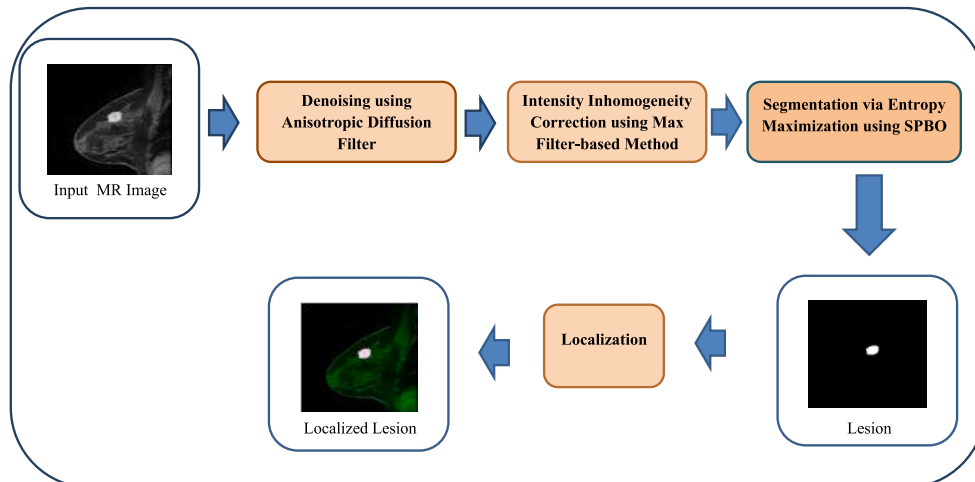 Input MR Image
Denoising using
Anisotropic Diffusion
Filter
Intensity Inhomogeneity
Correction using Max
Filter-based Method
Segmentation via Entropy
Maximization using SPBO
Lesion
Localization
Localized Lesion